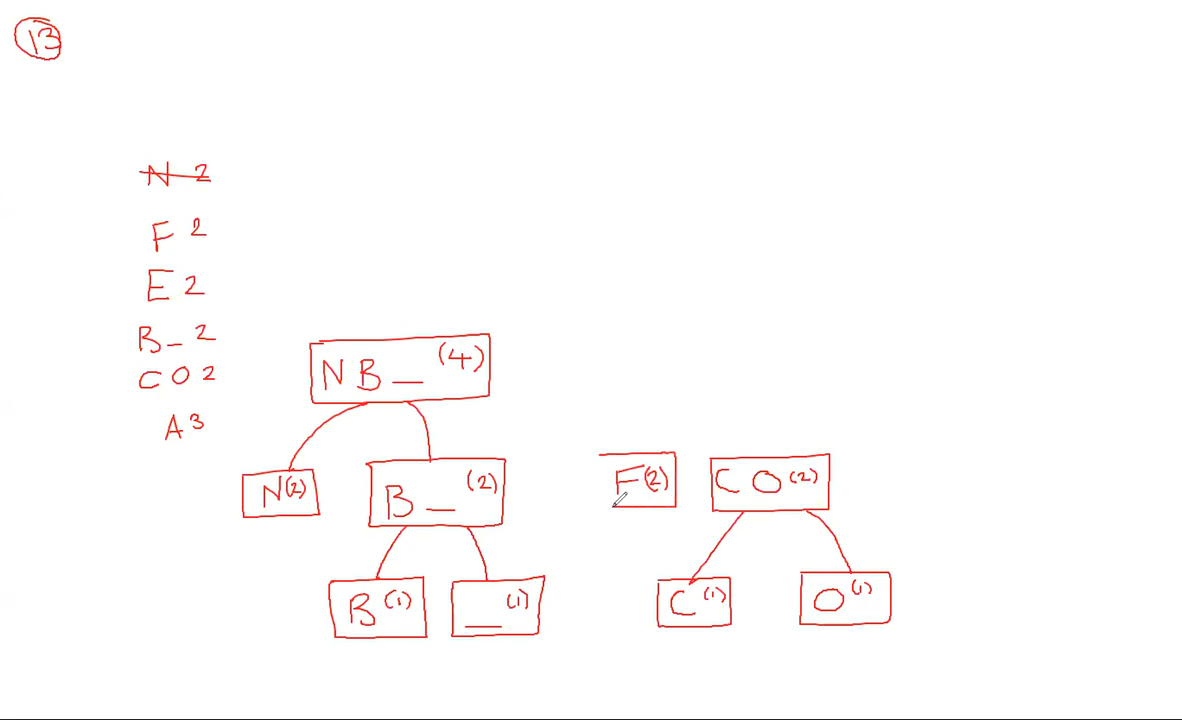 13
N 2
F 2
E 2
B _ 2
C O 2
A 3
N B _ (4)
N (2)
B _ (2)
F (2)
C O (2)
B (1)
_ (1)
C (1)
O (1)